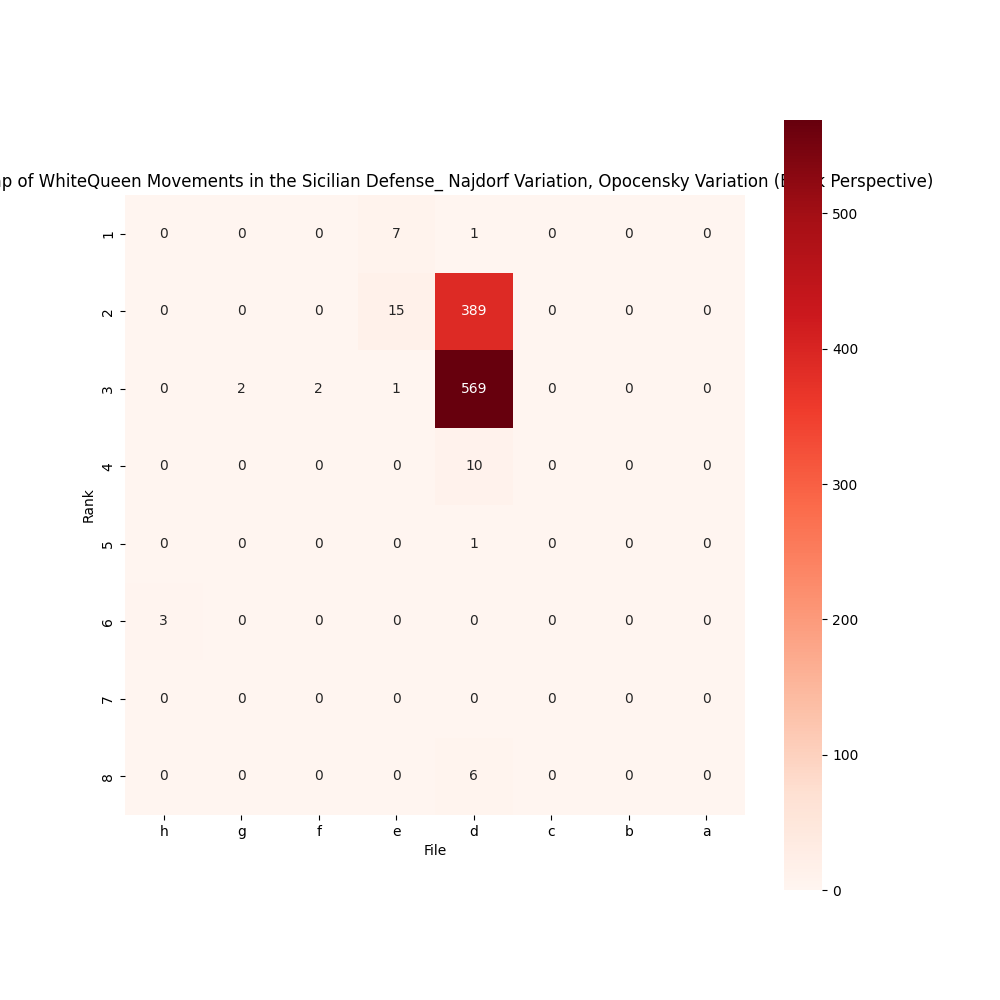 of WhiteQueen Movements in the Sicilian Defense_ Najdorf Variation, Opocensky Variation ( Perspective)
500
1 0 0 0 7 1 0 0 0
2 0 0 0 15 389 0 0 0
400
3 0 2 2 1 569 0 0 0
4 0 0 0 0 10 0 0 0
300
Rank
5 0 0 0 0 1 0 0 0
6 3 0 0 0 0 0 0 0
200
7 0 0 0 0 0 0 0 0
100
8 0 0 0 0 6 0 0 0
h g f e d c b a
File
0